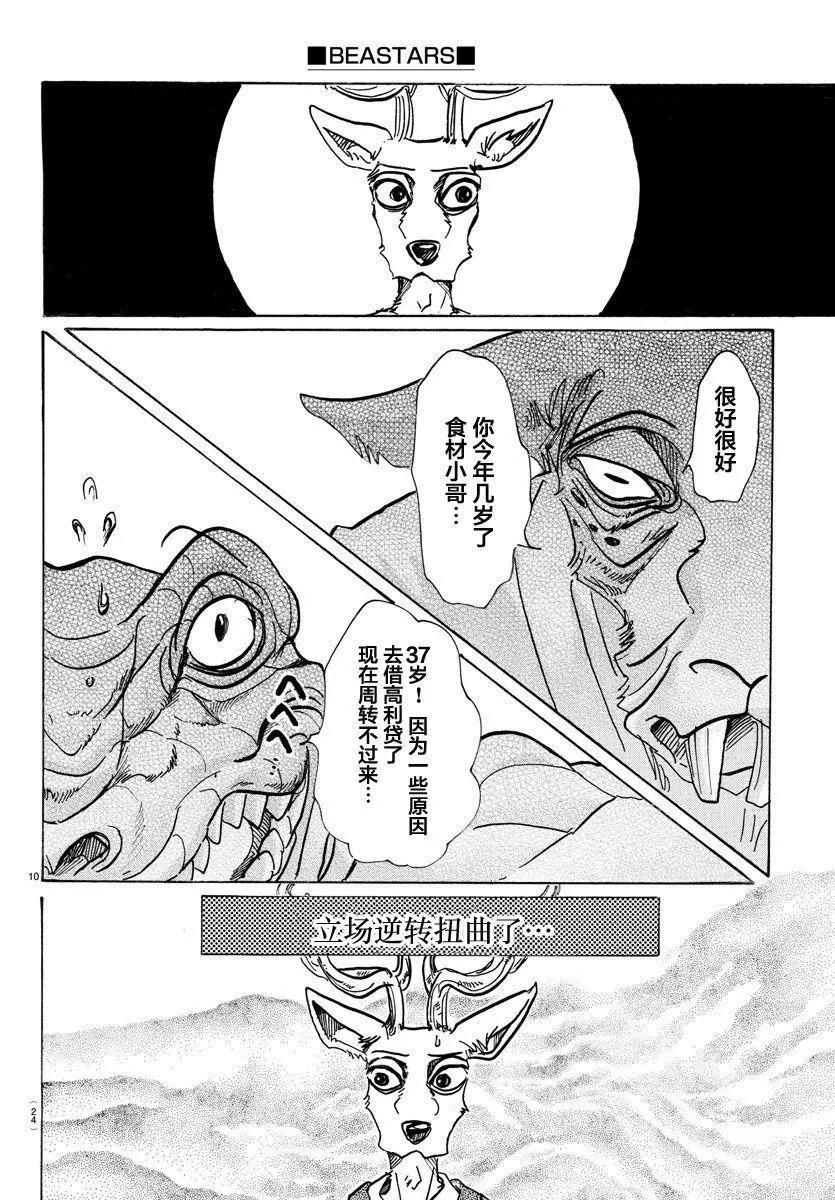 ■BEASTARS■
很好很好
你今年几岁了
食材小哥…
37岁！因为一些原因
去借高利贷了
现在周转不过来…
10
立场逆转扭曲了…
(24)